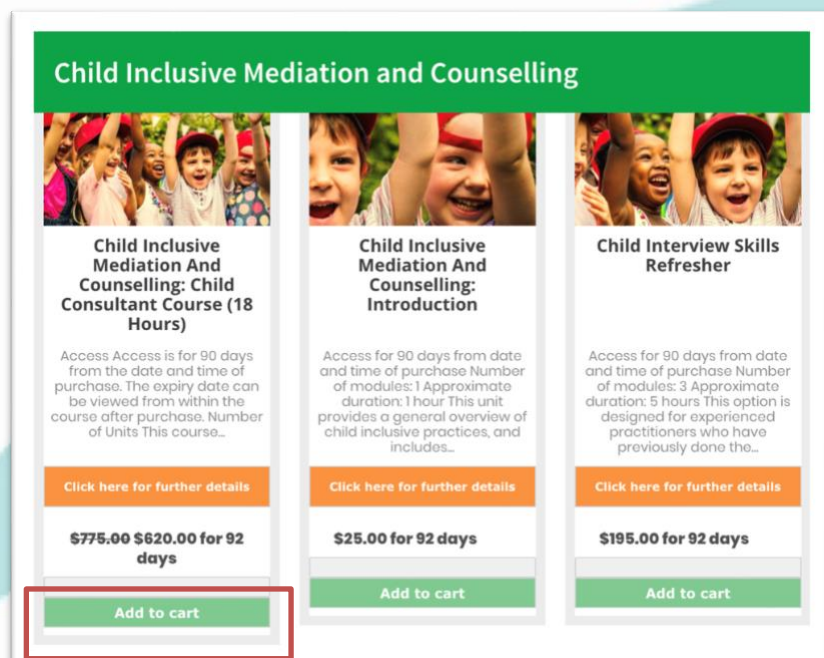 Child Inclusive Mediation and Counselling
Child Inclusive
Mediation And
Counselling: Child
Consultant Course (18
Hours)
Access Access is for 90 days
from the date and time of
purchase. The expiry date can
be viewed from within the
course after purchase. Number
of Units This course...
Click here for further details
$775.00 $620.00 for 92
days
Add to cart
Child Inclusive
Mediation And
Counselling:
Introduction
Access for 90 days from date
and time of purchase Number
of modules: 1 Approximate
duration: 1 hour This unit
provides a general overview of
child inclusive practices, and
includes...
Click here for further details
$25.00 for 92 days
Add to cart
Child Interview Skills
Refresher
Access for 90 days from date
and time of purchase Number
of modules: 3 Approximate
duration: 5 hours This option is
designed for experienced
practitioners who have
previously done the...
Click here for further details
$195.00 for 92 days
Add to cart